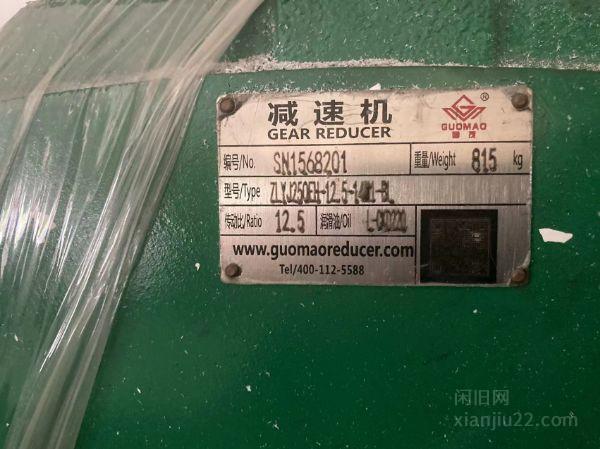 减速机
GEAR REDUCER
GUOMAO®
国茂
编号/No. SN1568201 重量/Weight 815 kg
型号/Type
传动比/Ratio 12.5 润滑油/Oil
www.guomaoreducer.com
Tel/400-112-5588
闲旧网
xianjiu22.com